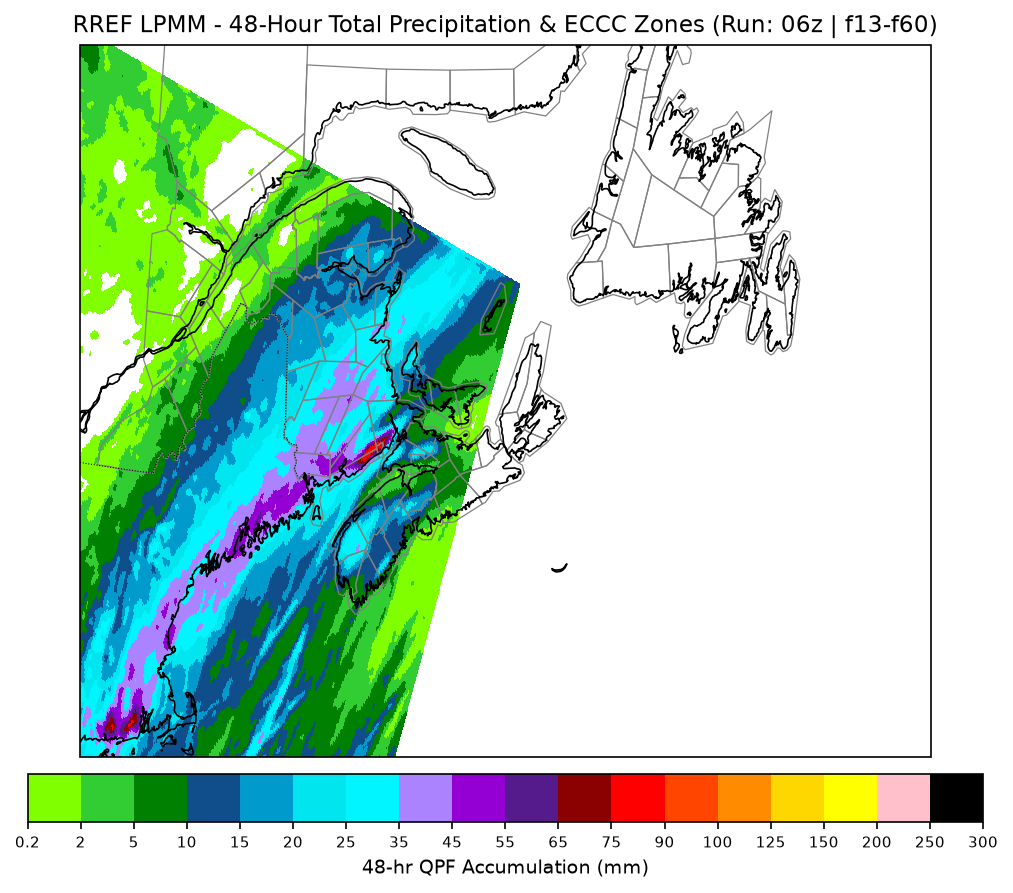 RREF LPMM - 48-Hour Total Precipitation & ECCC Zones (Run: 06z | f13-f60)
0.2 2 5 10 15 20 25 35 45 55 65 75 90 100 125 150 200 250 300
48-hr QPF Accumulation (mm)